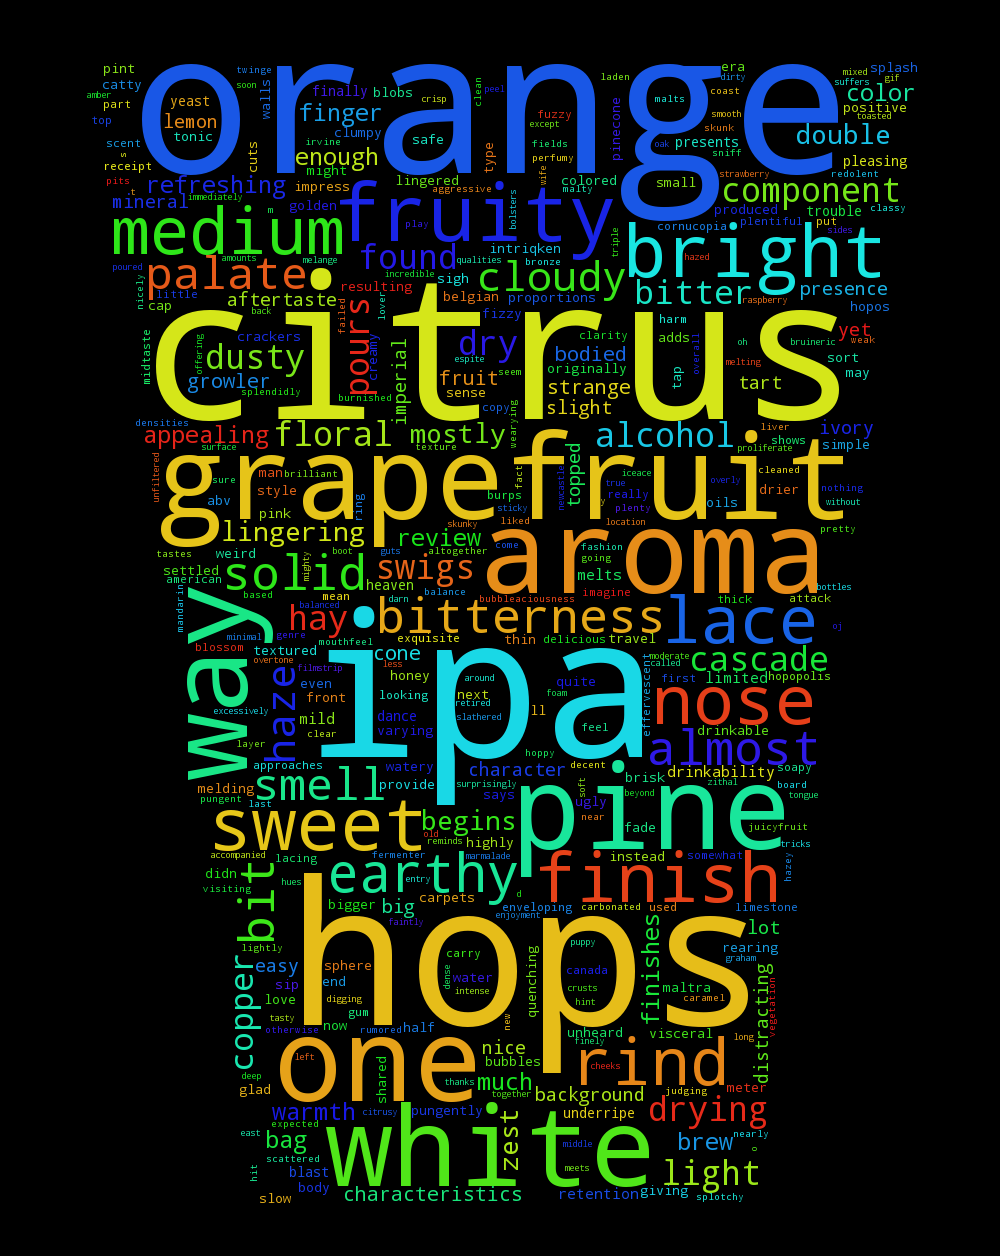 orange
pint
catty
amber
part
top
scent
s
receipt
pits
.t
twinge
soon
walls
yeast
lemon
tonic
cuts
finally
blobs
finger
clumpy
irvine
enough
might
safe
crisp
clean
peel
type
lingered
aggressive
laden
fuzzy
except
fields
perfumy
wife
colored
malty
pinecone
malts
oak
small
era
dirty
coast
smooth
skunk
presents
sniff
strawberry
mixed
gif
splash
suffers
color
positive
toasted
double
pleasing
redolent
component
refreshing
immediately
mineral
impress
golden
m
fruity
play
bolsters
intriqken
triple
produced
plentiful
cornucopia
trouble
put
classy
sides
medium
found
bright
hazed
poured
amounts
melange
palate
incredible
sigh
qualities
bronze
cloudy
bitter
raspberry
presence
hopos
nicely
little
cap
aftertaste
back
resulting
lover
failed
belgian
proportions
fizzy
citrus
harm
clarity
adds
oh
bruineric
yet
weak
midtaste
crackers
offering
dusty
growler
splendidly
pours
creamy
imperial
burnished
dry
espite
fruit
sense
seem
copy
wearying
bodied
originally
strange
slight
tap
overall
melting
tart
sort
may
densities
appealing
surface
floral
mostly
texture
alcohol
topped
liver
proliferate
shows
ivory
simple
grapefruit
unfiltered
man
sure
brilliant
style
abv
pink
ring
fact
burps
sticky
skunky
liked
newcastle
true
really
plenty
iceace
location
overly
oils
cleaned
drier
nothing
without
pretty
lingering
review
aroma
tastes
weird
settled
american
boot
guts
altogether
come
fashion
going
solid
mighty
swigs
heaven
melts
imagine
bottles
mandarin
based
mean
darn
balance
bubbleaciousness
thick
attack
way
hay
balanced
bitterness
lace
oj
minimal
genre
mouthfeel
exquisite
thin
delicious
travel
blossom
textured
cone
overtone
filmstrip
less
around
moderate
called
cascade
excessively
haze
even
front
honey
looking
next
retired
quite
foam
ll
effervescent
first
limited
hopopolis
ipa
nose
mild
clear
dance
varying
slathered
feel
drinkable
layer
hoppy
almost
approaches
watery
character
decent
drinkability
soapy
melding
pungent
smell
provide
surprisingly
says
soft
brisk
beyond
zithal
board
tongue
last
ugly
pine
sweet
begins
near
fade
juicyfruit
old
reminds
highly
tricks
accompanied
lacing
fermenter
marmalade
instead
somewhat
hazey
didn
visiting
hues
earthy
entry
d
finish
bit
bigger
big
carpets
enveloping
carbonated
used
limestone
enjoyment
faintly
hops
lot
lightly
puppy
finishes
rearing
graham
copper
easy
sphere
carry
dense
water
quenching
canada
sip
end
intense
crusts
maltra
caramel
distracting
vegetation
love
digging
hint
tasty
gum
new
otherwise
now
rumored
half
unheard
visceral
long
nice
finely
one
left
bubbles
rind
cheeks
deep
glad
shared
thanks
much
together
background
judging
meter
warmth
citrusy
pungently
underripe
drying
east
expected
white
zest
bag
middle
brew
nearly
o
scattered
hit
blast
meets
light
body
slow
characteristics
retention
giving
splotchy